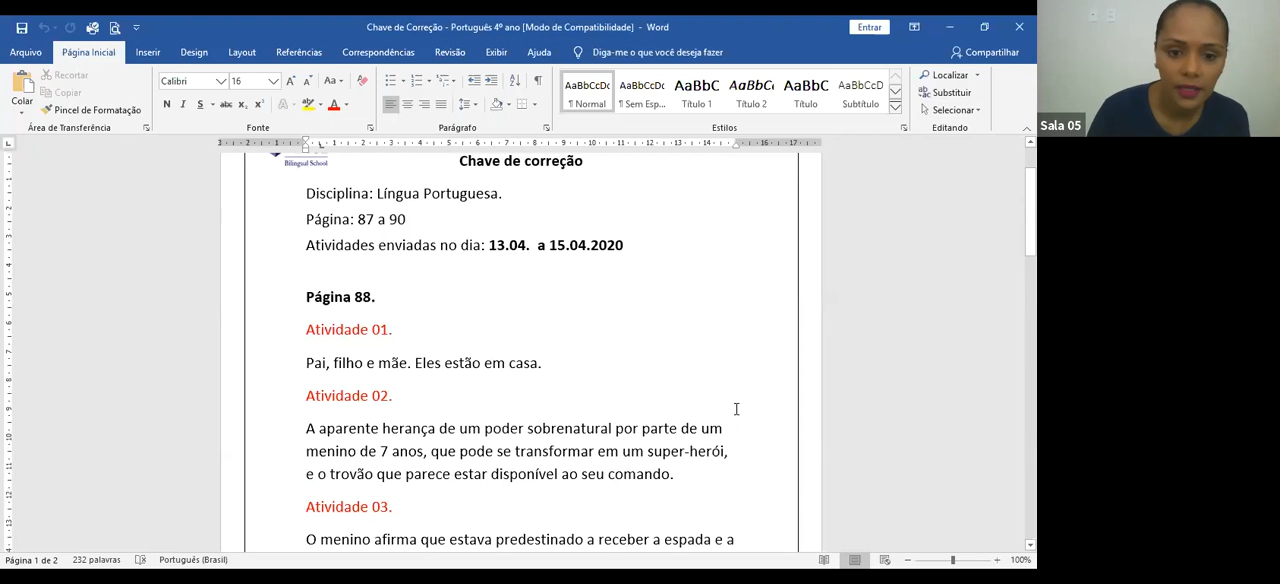 Chave de Correção - Português 4º ano [Modo de Compatibilidade] - Word
Entrar
Arquivo Página Inicial Inserir Design Layout Referências Correspondências Revisão Exibir Ajuda Diga-me o que você deseja fazer Compartilhar
Colar
Recortar
Copiar
Pincel de Formatação
Área de Transferência
Calibri 16
Fonte
Parágrafo
AaBbCcDc AaBbCcDc AaBbC AaBbCc AaBbC AaBbCcD
¶ Normal ¶ Sem Esp... Título 1 Título 2 Título Subtítulo
Estilos
Localizar
Substituir
Selecionar
Editando
Sala 05
Bilingual School
Chave de correção
Disciplina: Língua Portuguesa.
Página: 87 a 90
Atividades enviadas no dia: 13.04. a 15.04.2020
Página 88.
Atividade 01.
Pai, filho e mãe. Eles estão em casa.
Atividade 02.
A aparente herança de um poder sobrenatural por parte de um
menino de 7 anos, que pode se transformar em um super-herói,
e o trovão que parece estar disponível ao seu comando.
Atividade 03.
O menino afirma que estava predestinado a receber a espada e a
Página 1 de 2 232 palavras Português (Brasil) 100%